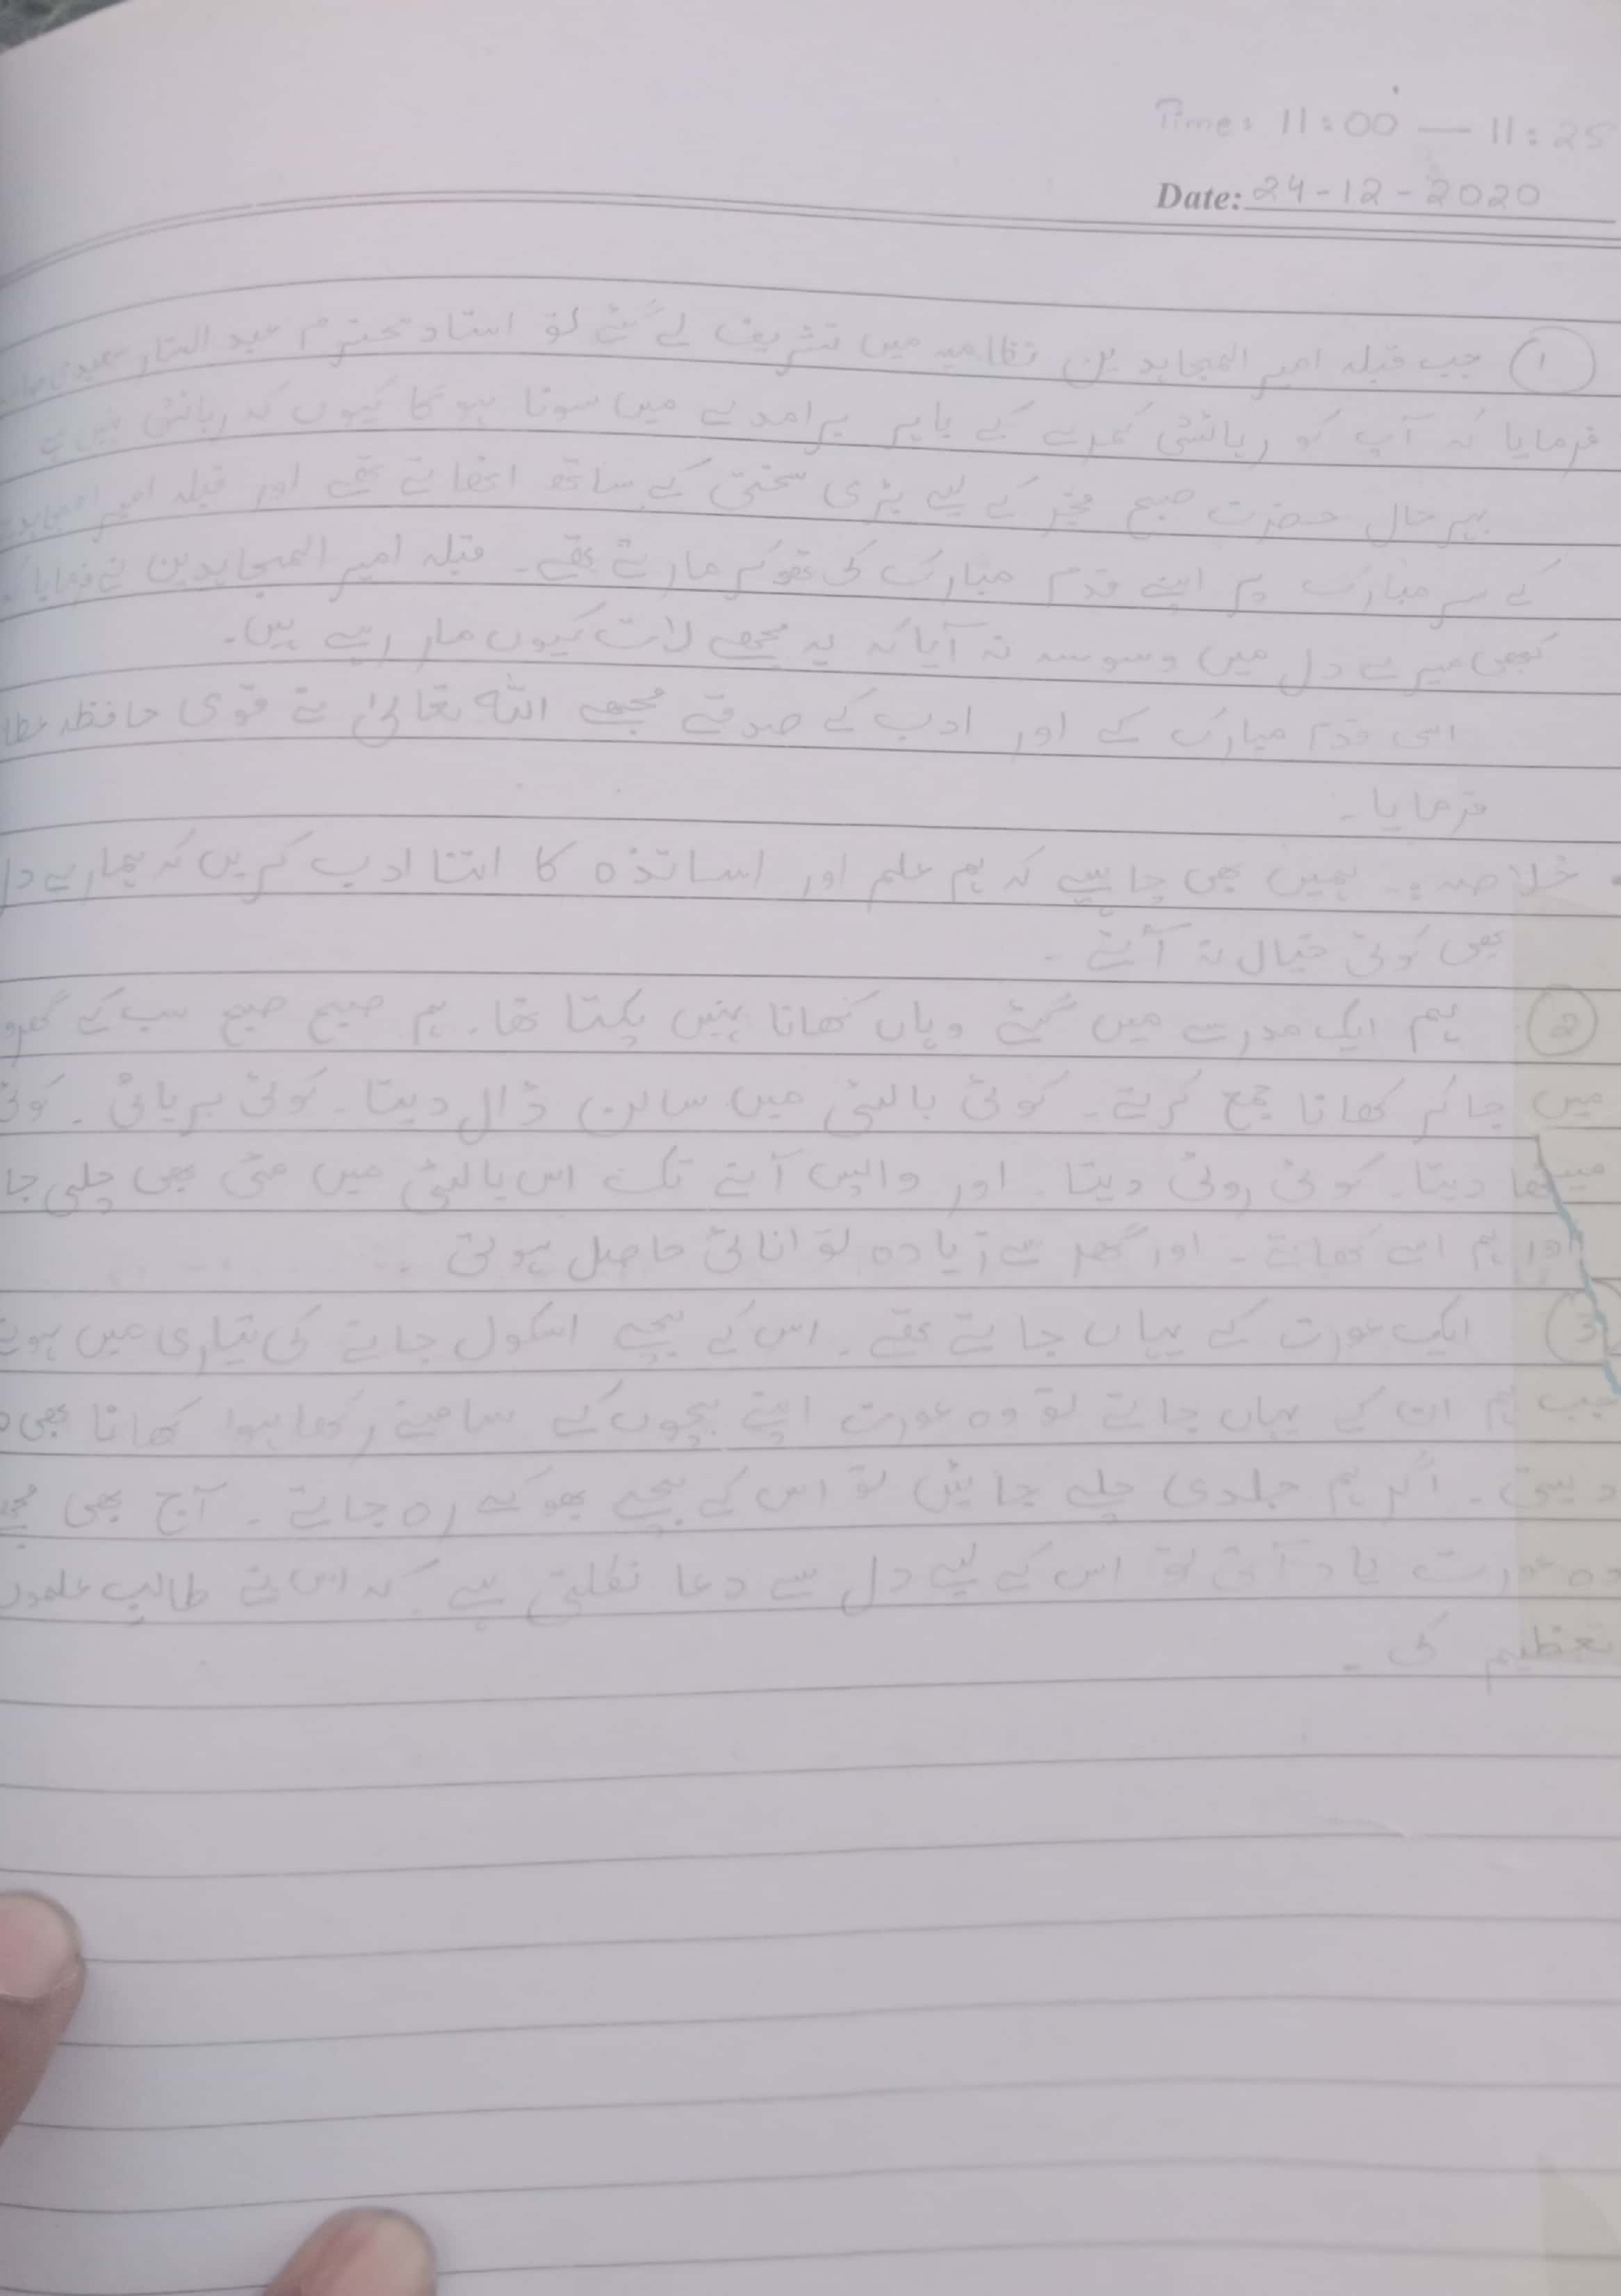 Time: 11:00 — 11:25
Date: 24-12-2020
① جب قبلہ امیر المجاہدین نظامیہ میں تشریف لے گئے تو استاد محترم عبد الستار سعیدی
فرمایا کہ آپ کو رہائشی کمرے کے باہر برامدے میں سونا ہو گا کیوں کہ رہائش نہیں ہے
بہر حال حضرت صبح فجر کے لیے بڑی سختی کے ساتھ اٹھاتے تھے اور قبلہ امیر المجاہدین
کے سر مبارک پر اپنے قدم مبارک کی ٹھوکر مارتے تھے۔ قبلہ امیر المجاہدین نے فرمایا کہ
کبھی میرے دل میں وسوسہ نہ آیا کہ یہ مجھے لات کیوں مار رہے ہیں۔
اسی قدم مبارک کے اور ادب کے صدقے مجھے اللہ تعالیٰ نے قوی حافظہ عطا
فرمایا۔
خلاصہ :۔ ہمیں بھی چاہیے کہ ہم علم اور اساتذہ کا اتنا ادب کریں کہ ہمارے دل
بھی کوئی خیال نہ آئے۔
② ہم ایک مدرسے میں گئے وہاں کھانا نہیں پکتا تھا۔ ہم صبح صبح سب کے گھرو
میں جا کر کھانا جمع کرتے۔ کوئی بالٹی میں سالن ڈال دیتا۔ کوئی بریانی۔ کوئی
میٹھا دیتا۔ کوئی روٹی دیتا۔ اور واپس آنے تک اس بالٹی میں مٹی بھی چلی جا
اور ہم اسے کھاتے۔ اور گھر سے زیادہ توانائی حاصل ہوتی۔
③ ایک عورت کے یہاں جاتے تھے۔ اس کے بچے اسکول جانے کی تیاری میں ہوتے
جب ہم ان کے یہاں جاتے تو وہ عورت اپنے بچوں کے سامنے رکھا ہوا کھانا بھی
دیتی۔ اگر ہم جلدی چلے جائیں تو اس کے بچے بھوکے رہ جاتے۔ آج بھی مجھے
وہ عورت یاد آتی تو اس کے لیے دل سے دعا نکلتی ہے کہ اس نے طالب علموں
تعظیم کی۔